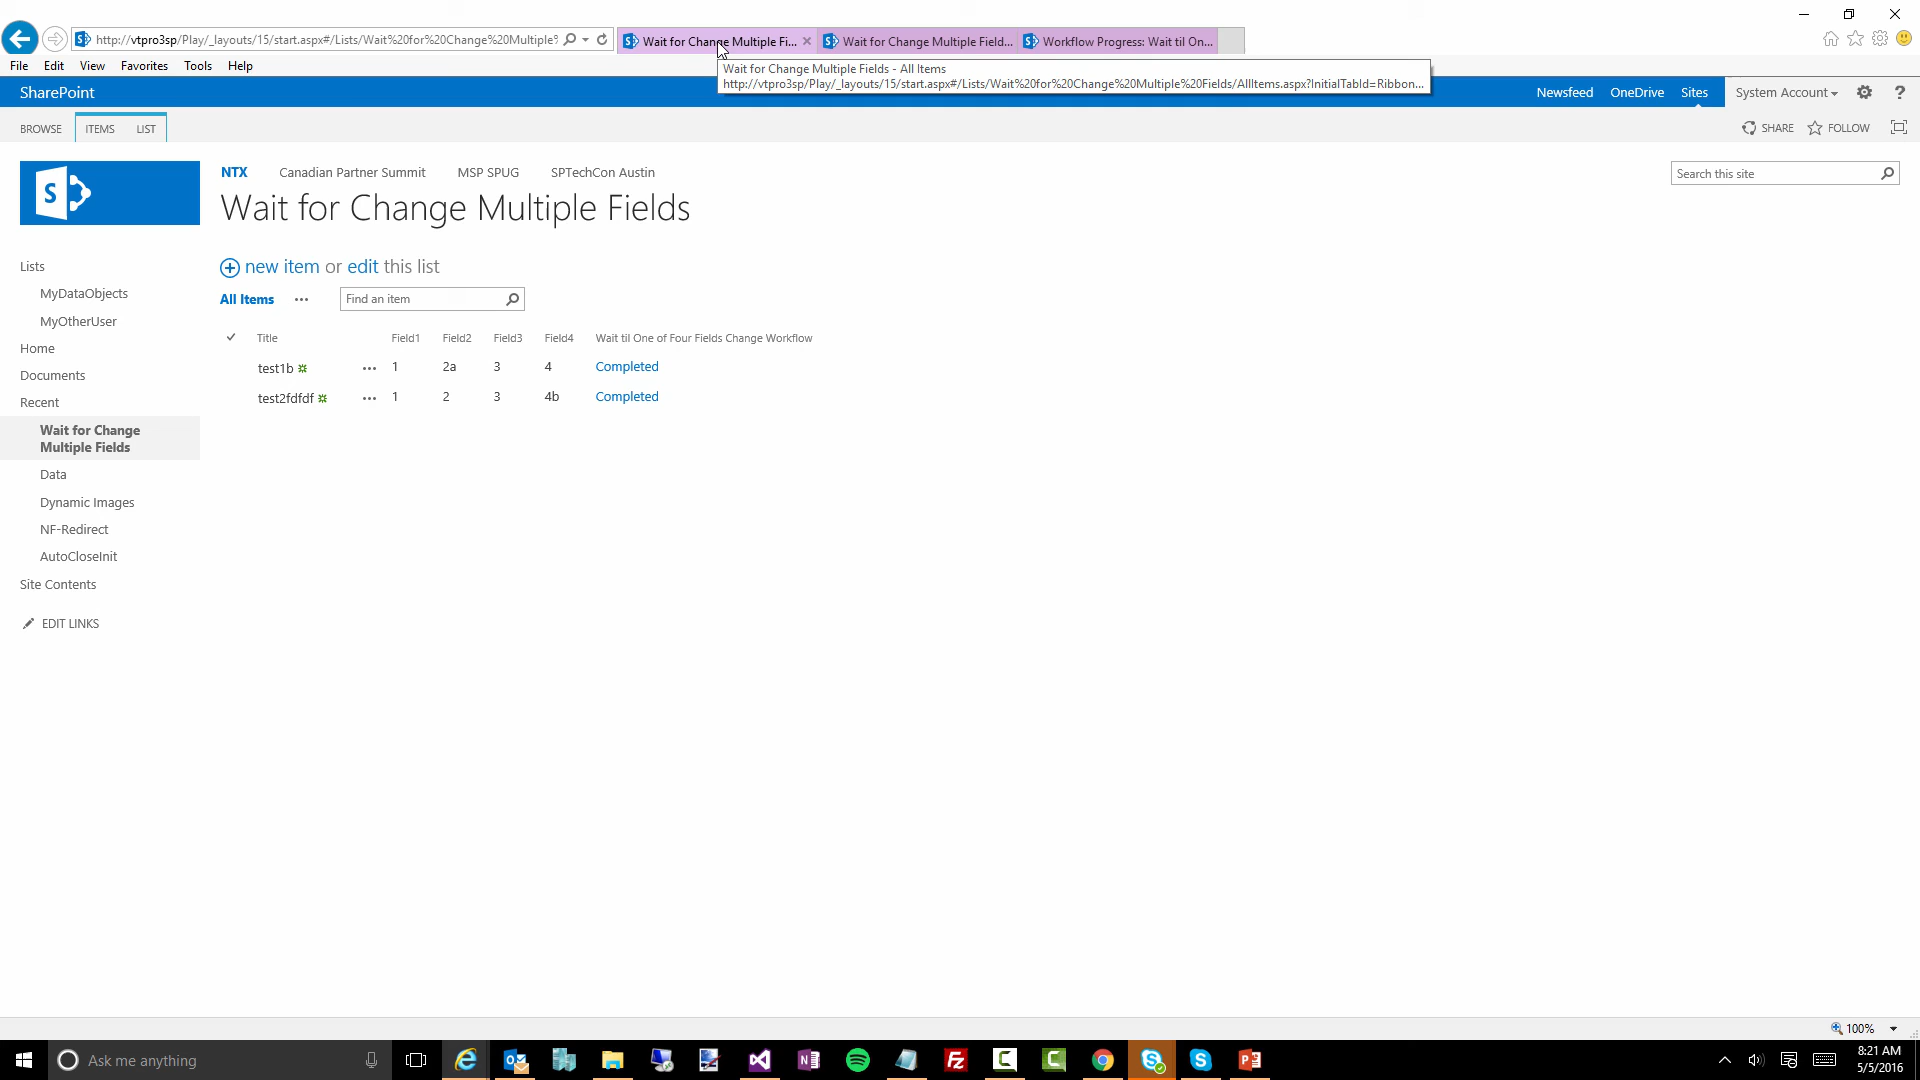 http://vtpro3sp/Play/_layouts/15/start.aspx#/Lists/Wait%20for%20Change%20Multiple%
Wait for Change Multiple Fi...
Wait for Change Multiple Field...
Workflow Progress: Wait til On...
File Edit View Favorites Tools Help
Wait for Change Multiple Fields - All Items
http://vtpro3sp/Play/_layouts/15/start.aspx#/Lists/Wait%20for%20Change%20Multiple%20Fields/AllItems.aspx?InitialTabId=Ribbon...
SharePoint
Newsfeed OneDrive Sites
System Account
?
BROWSE ITEMS LIST
SHARE FOLLOW
S
NTX Canadian Partner Summit MSP SPUG SPTechCon Austin
Search this site
Wait for Change Multiple Fields
new item or edit this list
All Items ... Find an item
Title Field1 Field2 Field3 Field4 Wait til One of Four Fields Change Workflow
test1b ... 1 2a 3 4 Completed
test2fdfdf ... 1 2 3 4b Completed
Lists
MyDataObjects
MyOtherUser
Home
Documents
Recent
Wait for Change
Multiple Fields
Data
Dynamic Images
NF-Redirect
AutoCloseInit
Site Contents
EDIT LINKS
100%
Ask me anything
8:21 AM
5/5/2016